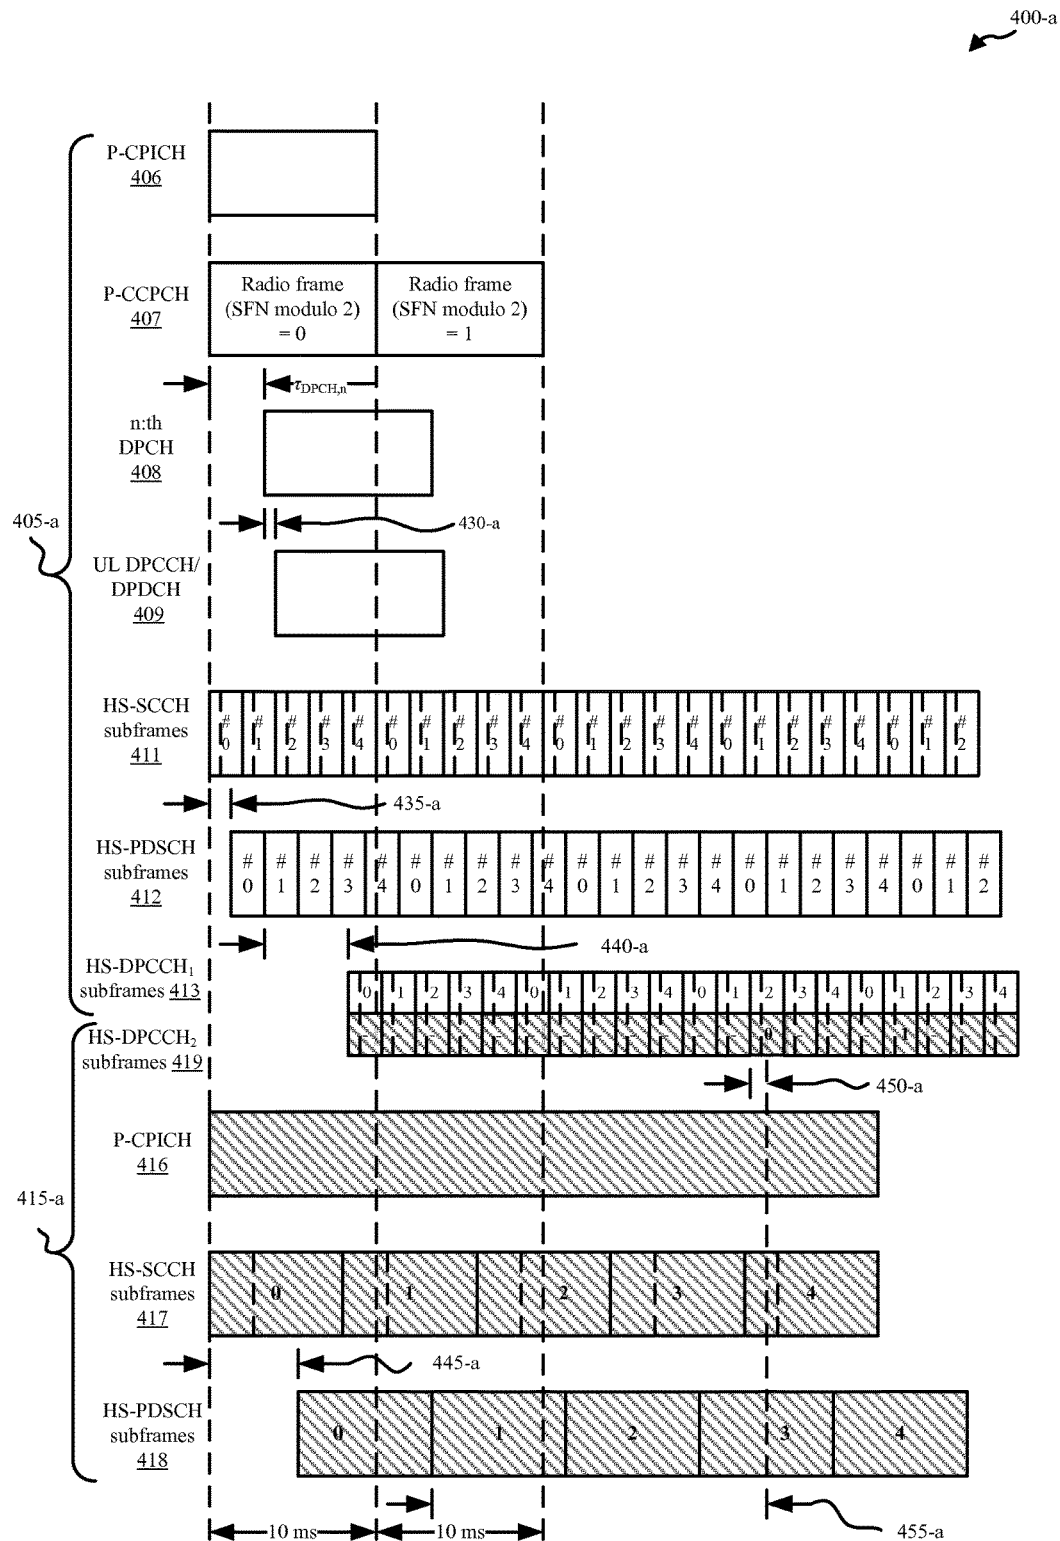 400-a
P-CPICH
406
P-CCPCH
407
Radio frame
(SFN modulo 2)
= 0
Radio frame
(SFN modulo 2)
= 1
τDPCH,n
n:th
DPCH
408
405-a
430-a
UL DPCCH/
DPDCH
409
HS-SCCH
subframes
411
#0 #1 #2 #3 #4 #0 #1 #2 #3 #4 #0 #1 #2 #3 #4 #0 #1 #2 #3 #4 #0 #1 #2
435-a
HS-PDSCH
subframes
412
#0 #1 #2 #3 #4 #0 #1 #2 #3 #4 #0 #1 #2 #3 #4 #0 #1 #2 #3 #4 #0 #1 #2
440-a
HS-DPCCH1
subframes 413
0 1 2 3 4 0 1 2 3 4 0 1 2 3 4 0 1 2 3 4
HS-DPCCH2
subframes 419
0 1
450-a
P-CPICH
416
415-a
HS-SCCH
subframes
417
0 1 2 3 4
445-a
HS-PDSCH
subframes
418
0 1 2 3 4
10 ms
10 ms
455-a